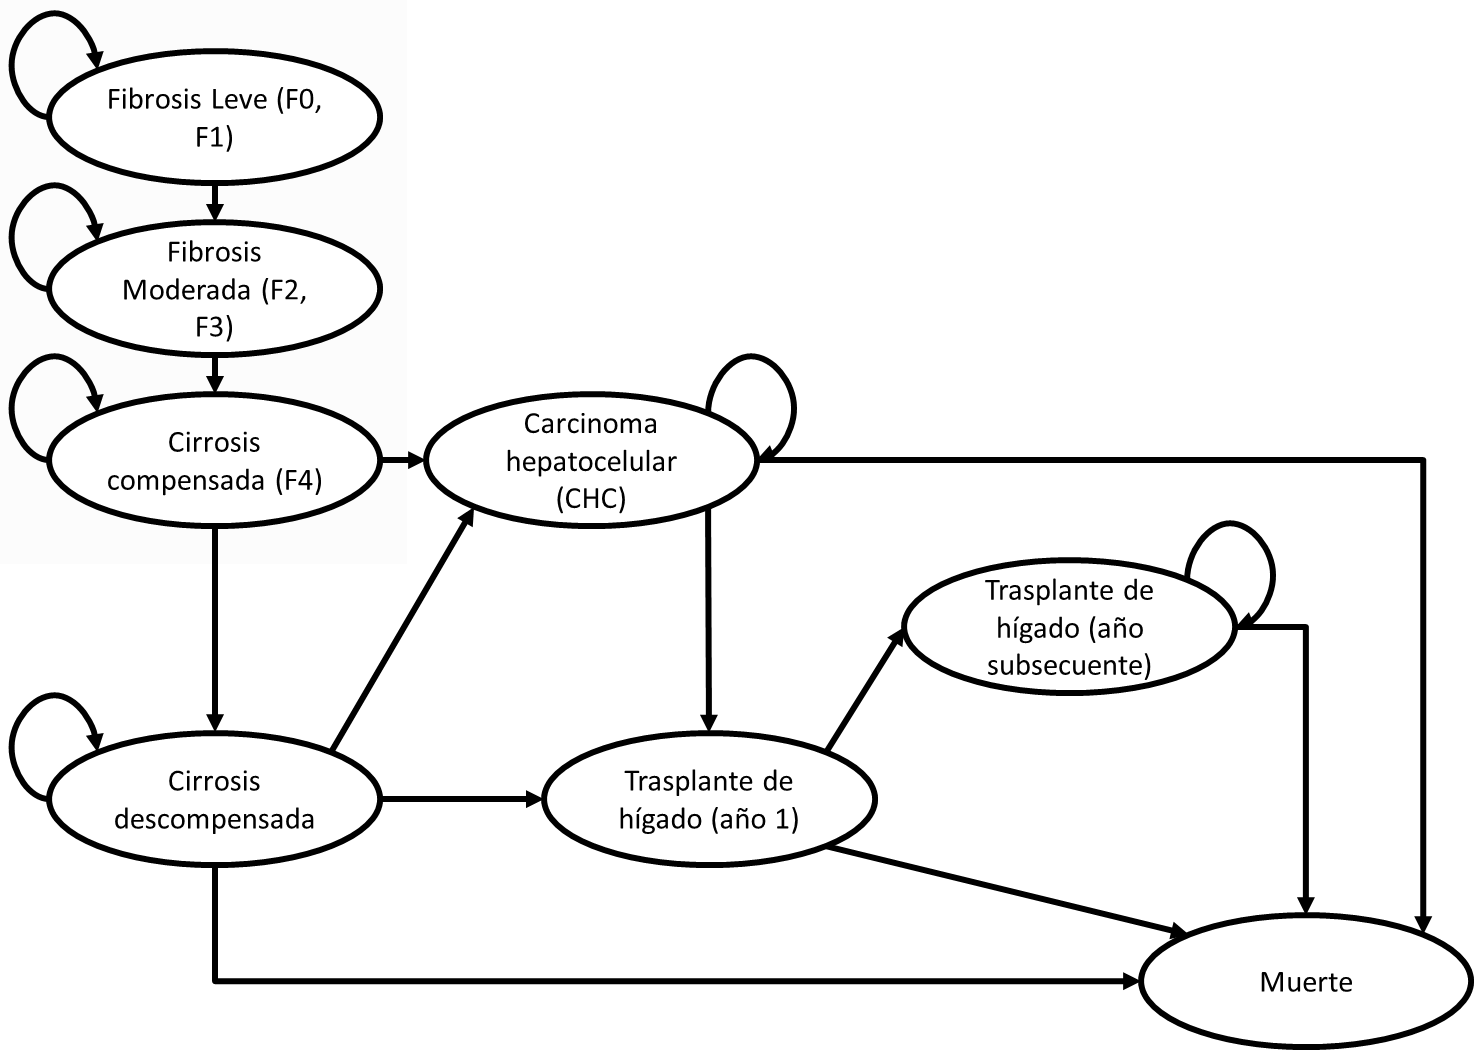 Fibrosis Leve (F0,
F1)
Fibrosis
Moderada (F2,
F3)
Cirrosis
compensada (F4)
Carcinoma
hepatocelular
(CHC)
Trasplante de
hígado (año
subsecuente)
Cirrosis
descompensada
Trasplante de
hígado (año 1)
Muerte